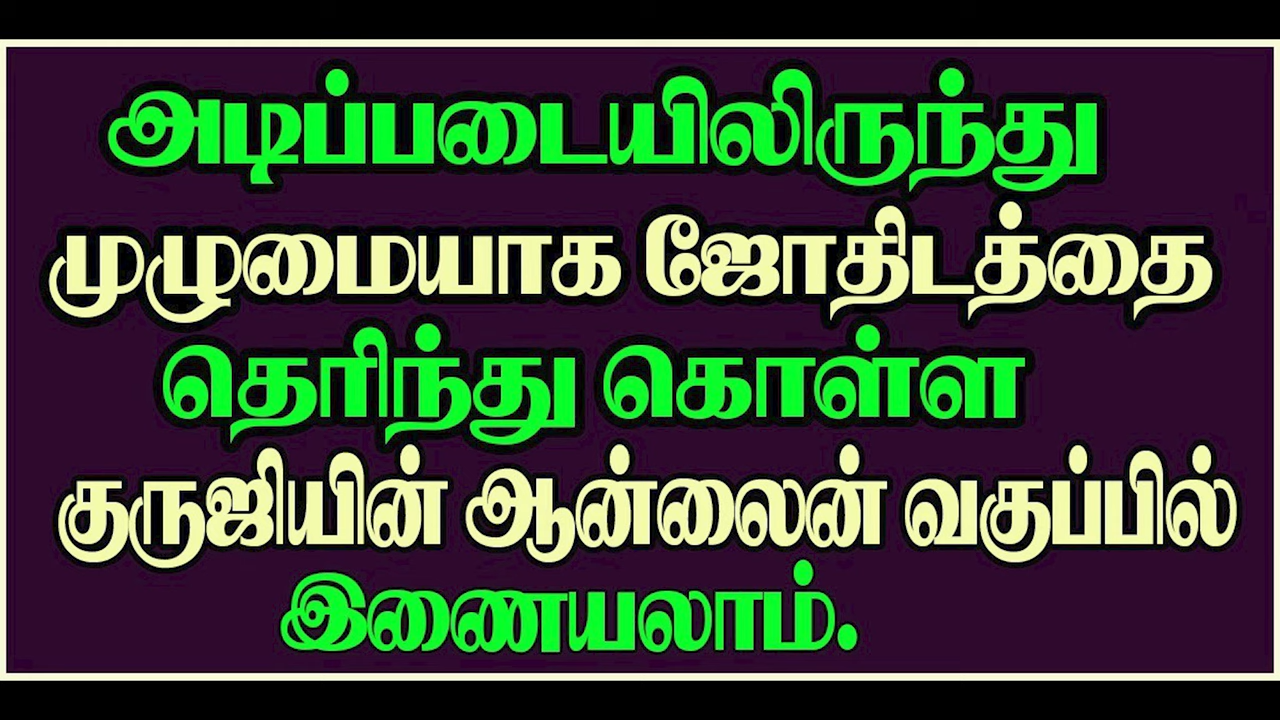 அடிப்படையிலிருந்து
முழுமையாக ஜோதிடத்தை
தெரிந்து கொள்ள
குருஜியின் ஆன்லைன் வகுப்பில்
இணையலாம்.